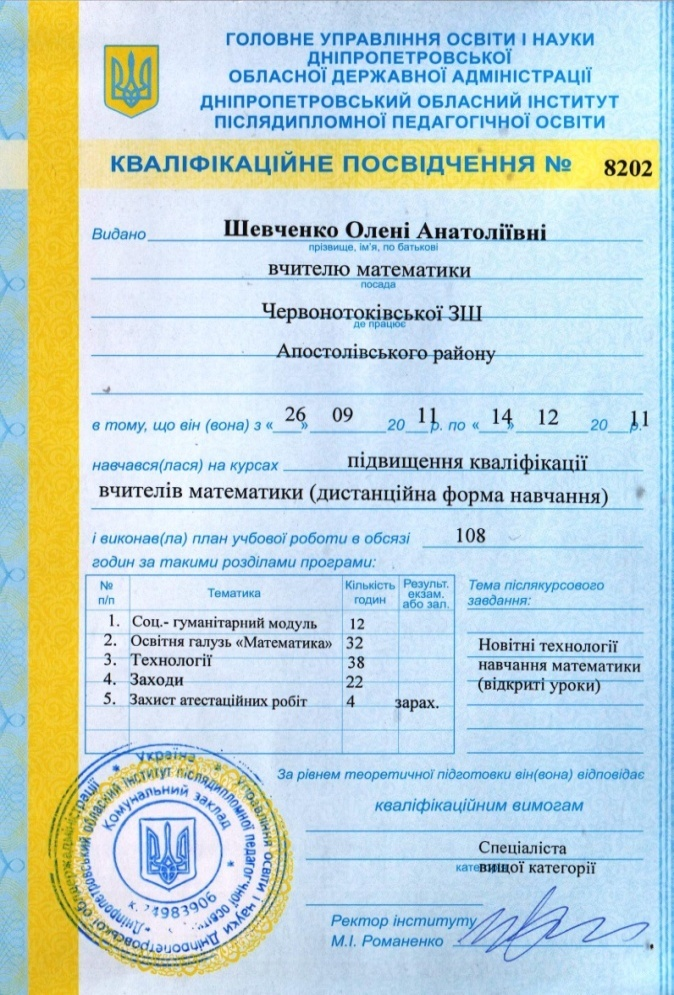 ГОЛОВНЕ УПРАВЛІННЯ ОСВІТИ І НАУКИ
ДНІПРОПЕТРОВСЬКОЇ
ОБЛАСНОЇ ДЕРЖАВНОЇ АДМІНІСТРАЦІЇ
ДНІПРОПЕТРОВСЬКИЙ ОБЛАСНИЙ ІНСТИТУТ
ПІСЛЯДИПЛОМНОЇ ПЕДАГОГІЧНОЇ ОСВІТИ
КВАЛІФІКАЦІЙНЕ ПОСВІДЧЕННЯ № 8202
Видано Шевченко Олені Анатоліївні
прізвище, ім'я, по батькові
вчителю математики
посада
Червонотоківської ЗШ
де працює
Апостолівського району
в тому, що він (вона) з «26» 09 2011р. по «14» 12 2011р.
навчався(лася) на курсах підвищення кваліфікації
вчителів математики (дистанційна форма навчання)
і виконав(ла) план учбової роботи в обсязі 108
годин за такими розділами програми:
№ п/п Тематика Кількість годин Результ. екзам. або зал.
1. Соц.- гуманітарний модуль 12
2. Освітня галузь «Математика» 32
3. Технології 38
4. Заходи 22
5. Захист атестаційних робіт 4 зарах.
Тема післякурсового
завдання:
Новітні технології
навчання математики
(відкриті уроки)
За рівнем теоретичної підготовки він(вона) відповідає
кваліфікаційним вимогам
Спеціаліста
вищої категорії
Ректор інституту
М.І. Романенко
Україна * Управління освіти і науки Дніпропетровської обл
Дніпропетровський обласний інститут післядипломної педагогічної освіти
Комунальний заклад